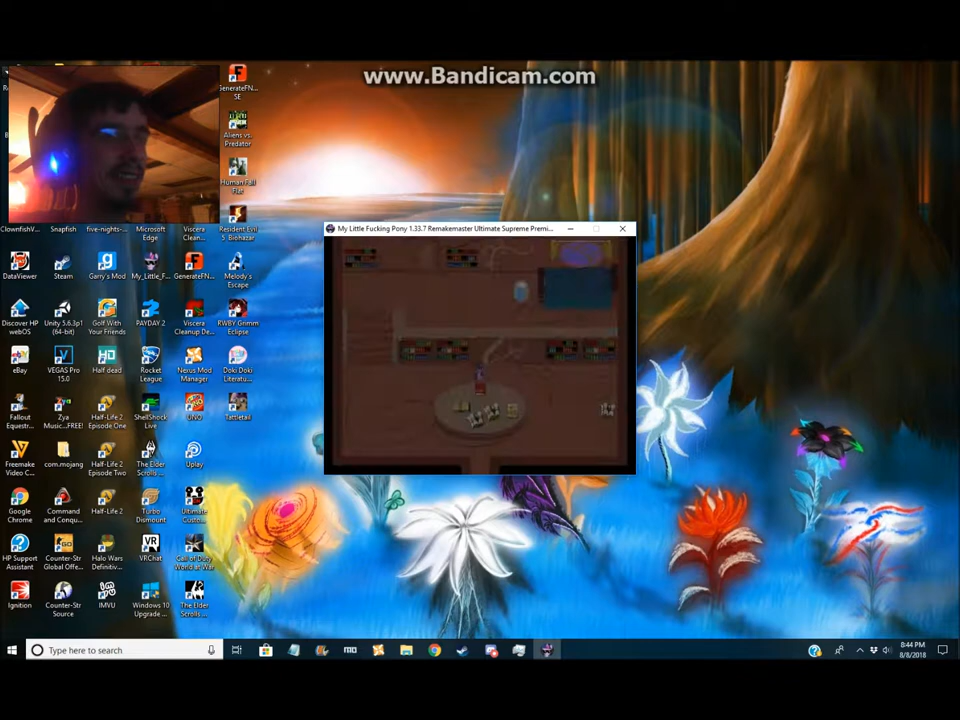 www.Bandicam.com
GenerateFN...
SE
Aliens vs.
Predator
Human Fall
Flat
Resident Evil
5 Biohazar
ClownfishV...
Snapfish
five-nights-...
Microsoft
Edge
Viscera
Clean...
My Little Fucking Pony 1.33.7 Remakemaster Ultimate Supreme Premi...
DataViewer
Steam
Garry's Mod
My_Little_F...
GenerateFN...
Melody's
Escape
Discover HP
webOS
Unity 5.6.3p1
(64-bit)
Golf With
Your Friends
PAYDAY 2
Viscera
Cleanup De...
RWBY Grimm
Eclipse
eBay
VEGAS Pro
15.0
Half dead
Rocket
League
Nexus Mod
Manager
Doki Doki
Literatu...
Fallout
Equestr...
Zya
Music...FREE!
Half-Life 2
Episode One
ShellShock
Live
UNO
Tattletail
Freemake
Video C...
com.mojang
Half-Life 2
Episode Two
The Elder
Scrolls ...
Uplay
Google
Chrome
Command
and Conqu...
Half-Life 2
Turbo
Dismount
Ultimate
Custo...
HP Support
Assistant
Counter-Str
Global Offe...
Halo Wars
Definitiv...
VRChat
Call of Duty
World at War
Ignition
Counter-Str
Source
IMVU
Windows 10
Upgrade ...
The Elder
Scrolls...
Type here to search
8:44 PM
8/8/2018